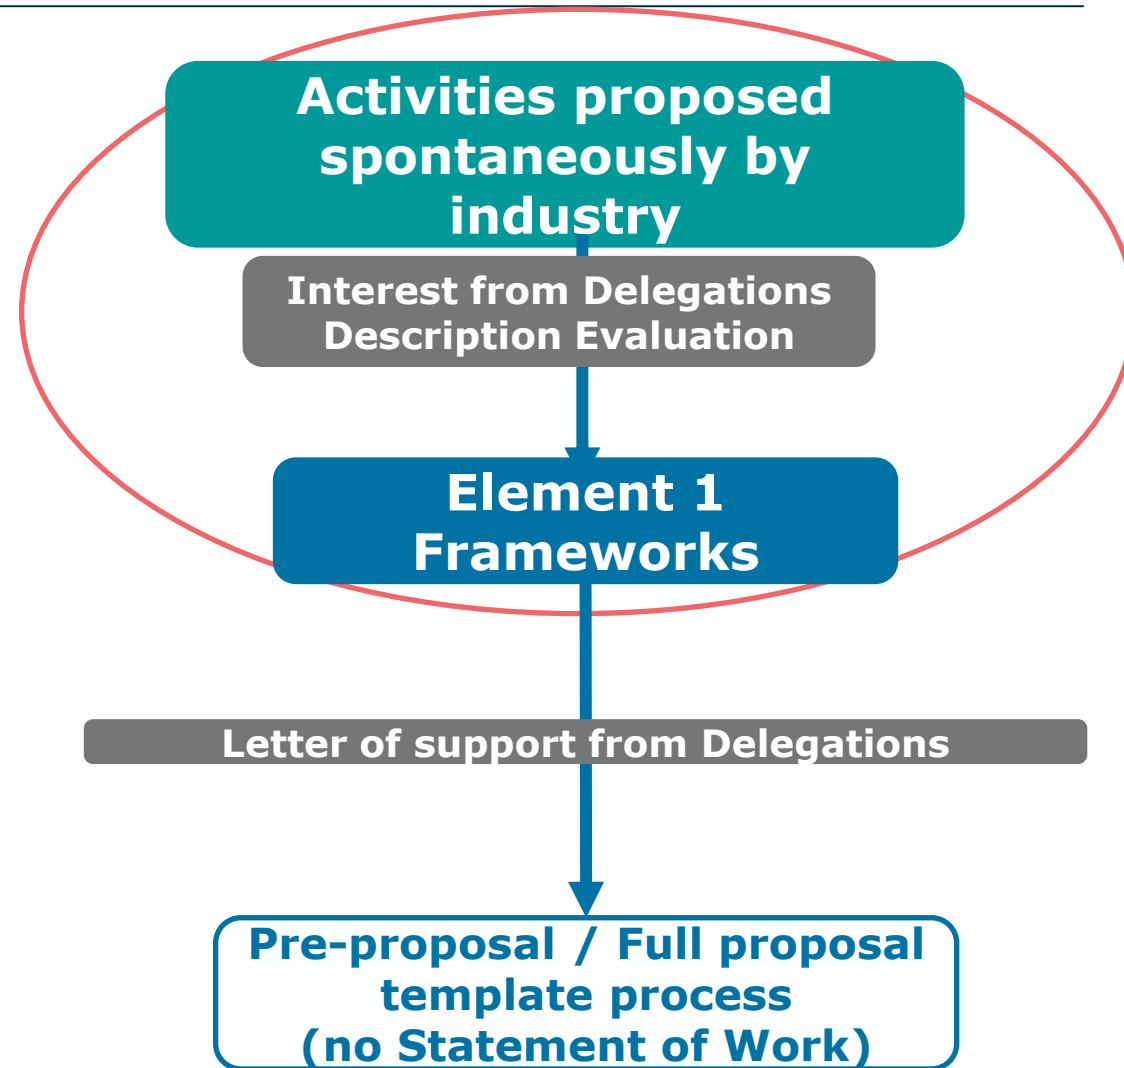 Activities proposed
spontaneously by
industry
Interest from Delegations
Description Evaluation
Element 1
Frameworks
Letter of support from Delegations
Pre-proposal / Full proposal
template process
(no Statement of Work)